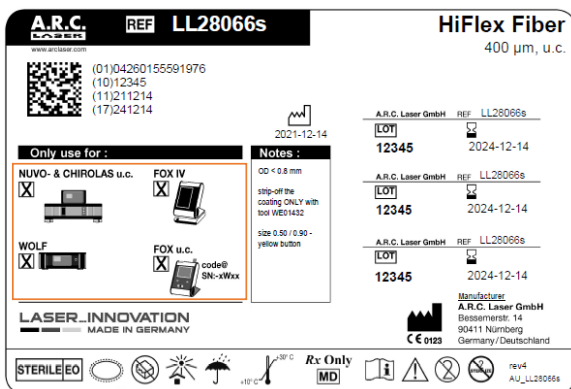 A.R.C.
LASER
www.arclaser.com
REF LL28066s
HiFlex Fiber
400 µm, u.c.
(01)04260155591976
(10)12345
(11)211214
(17)241214
2021-12-14
Only use for :
NUVO- & CHIROLAS u.c.
X
FOX IV
X
WOLF
X
FOX u.c.
X
code@
SN:-xWxx
Notes :
OD < 0.8 mm
strip-off the
coating ONLY with
tool WE01432
size 0.50 / 0.90 -
yellow button
A.R.C. Laser GmbH REF LL28066s
LOT
12345 2024-12-14
A.R.C. Laser GmbH REF LL28066s
LOT
12345 2024-12-14
A.R.C. Laser GmbH REF LL28066s
LOT
12345 2024-12-14
LASER_INNOVATION
MADE IN GERMANY
CE 0123
Manufacturer
A.R.C. Laser GmbH
Bessemerstr. 14
90411 Nürnberg
Germany/Deutschland
STERILE EO
+10° C
+30° C
Rx Only
MD
i
2
rev4
AU_LL28066s